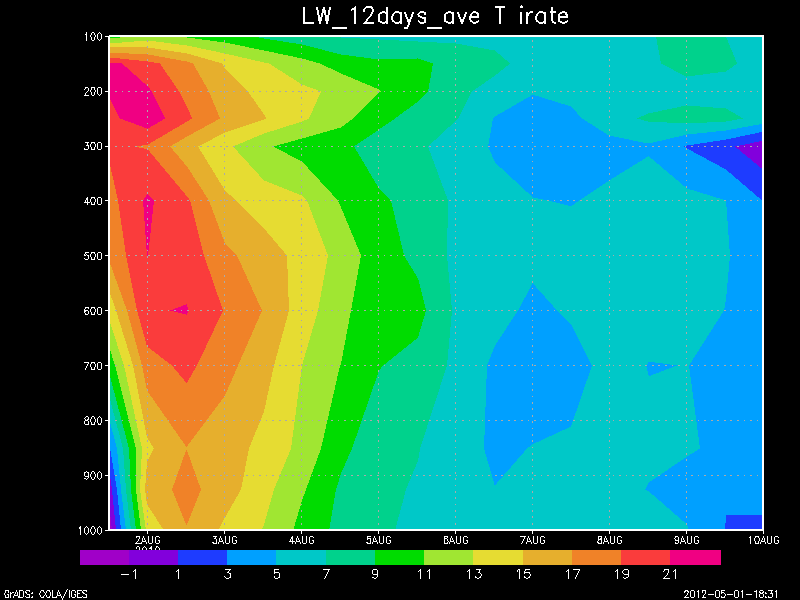 LW_12days_ave T irate
100
200
300
400
500
600
700
800
900
1000
2AUG 3AUG 4AUG 5AUG 6AUG 7AUG 8AUG 9AUG 10AUG
−1 1 3 5 7 9 11 13 15 17 19 21
GrADS: COLA/IGES 2012-05-01-18:31